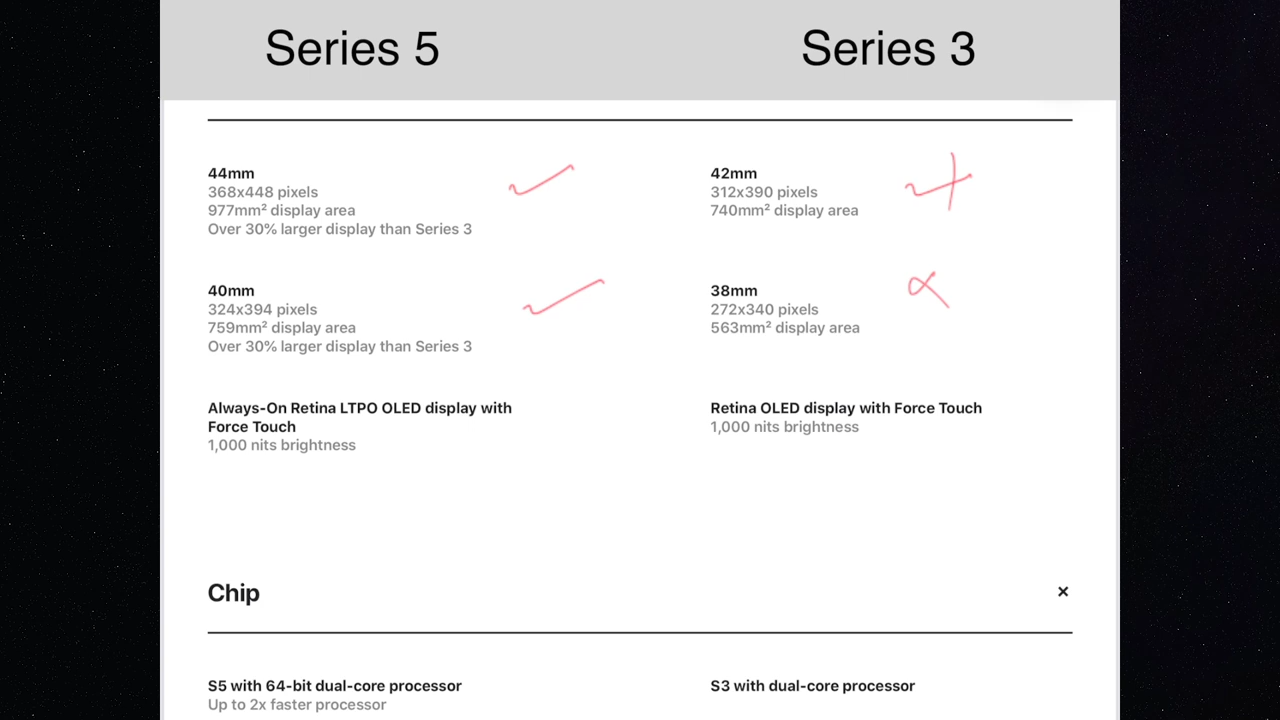 Series 5
Series 3
44mm
368x448 pixels
977mm² display area
Over 30% larger display than Series 3
42mm
312x390 pixels
740mm² display area
40mm
324x394 pixels
759mm² display area
Over 30% larger display than Series 3
38mm
272x340 pixels
563mm² display area
Always-On Retina LTPO OLED display with
Force Touch
1,000 nits brightness
Retina OLED display with Force Touch
1,000 nits brightness
Chip
S5 with 64-bit dual-core processor
Up to 2x faster processor
S3 with dual-core processor